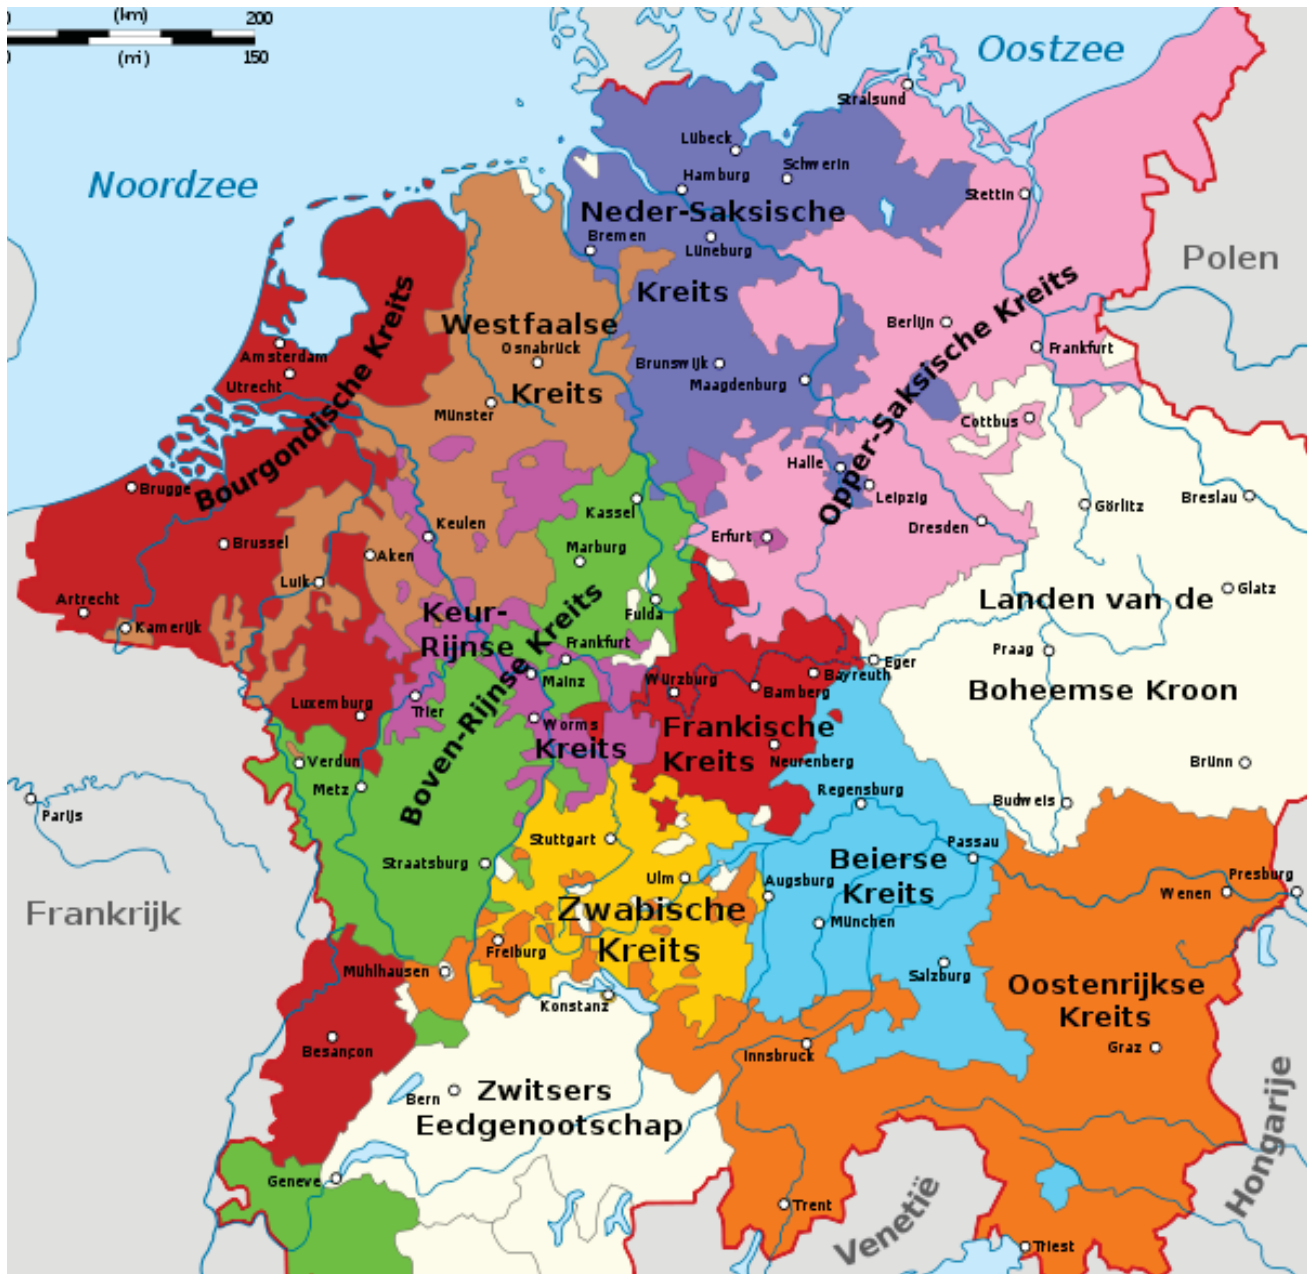 (km)
200
0
0
(mi)
150
Oostzee
Stralsund
Noordzee
Lübeck
Schwerin
Hamburg
Stettin
Neder-Saksische
Bremen
Lüneburg
Polen
Kreits
Westfaalse
Osnabrück
Berlijn
Amsterdam
Frankfurt
Utrecht
Brunswijk
Maagdenburg
Kreits
Münster
Cottbus
Bourgondische Kreits
Opper-Saksische Kreits
Halle
Brugge
Leipzig
Breslau
Kassel
Görlitz
Keulen
Dresden
Brussel
Erfurt
Marburg
Aken
Luik
Glatz
Artrecht
Landen van de
Keur-
Fulda
Kamerijk
Rijnse
Frankfurt
Praag
Eger
Mainz
Bayreuth
Würzburg
Bamberg
Boheemse Kroon
Luxemburg
Trier
Worms
Frankische
Kreits
Kreits
Neurenberg
Boven-Rijnse Kreits
Verdun
Brünn
Metz
Regensburg
Budweis
Parijs
Stuttgart
Passau
Straatsburg
Beierse
Kreits
Ulm
Augsburg
Presburg
Wenen
Frankrijk
Zwabische
Kreits
München
Freiburg
Mühlhausen
Salzburg
Oostenrijkse
Kreits
Konstanz
Besançon
Innsbruck
Graz
Bern
Zwitsers
Eedgenootschap
Hongarije
Geneve
Trent
Venetië
Triest